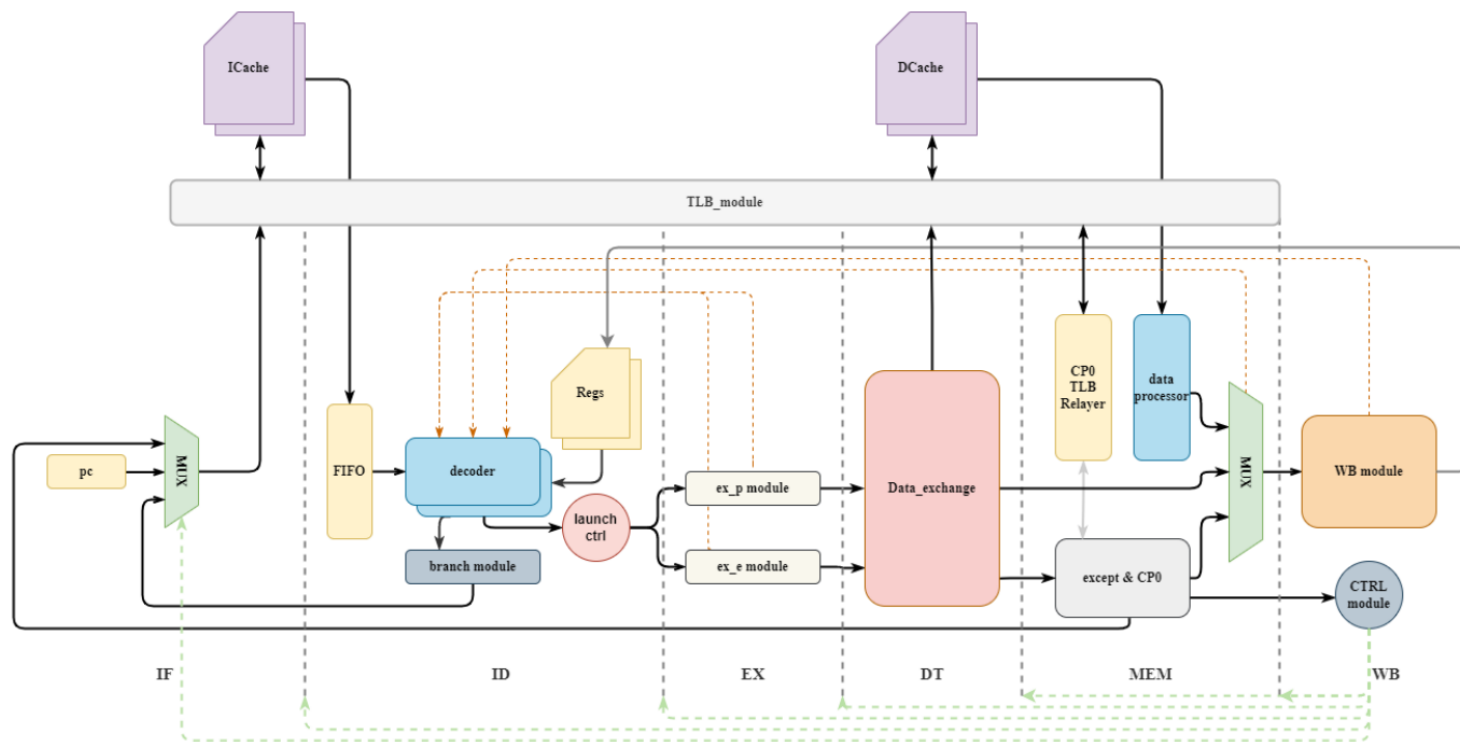 ICache
DCache
TLB_module
Regs
CP0
TLB
Relayer
data
processor
pc
MUX
FIFO
decoder
launch
ctrl
branch module
ex_p module
ex_e module
Data_exchange
MUX
WB module
except & CP0
CTRL
module
IF
ID
EX
DT
MEM
WB